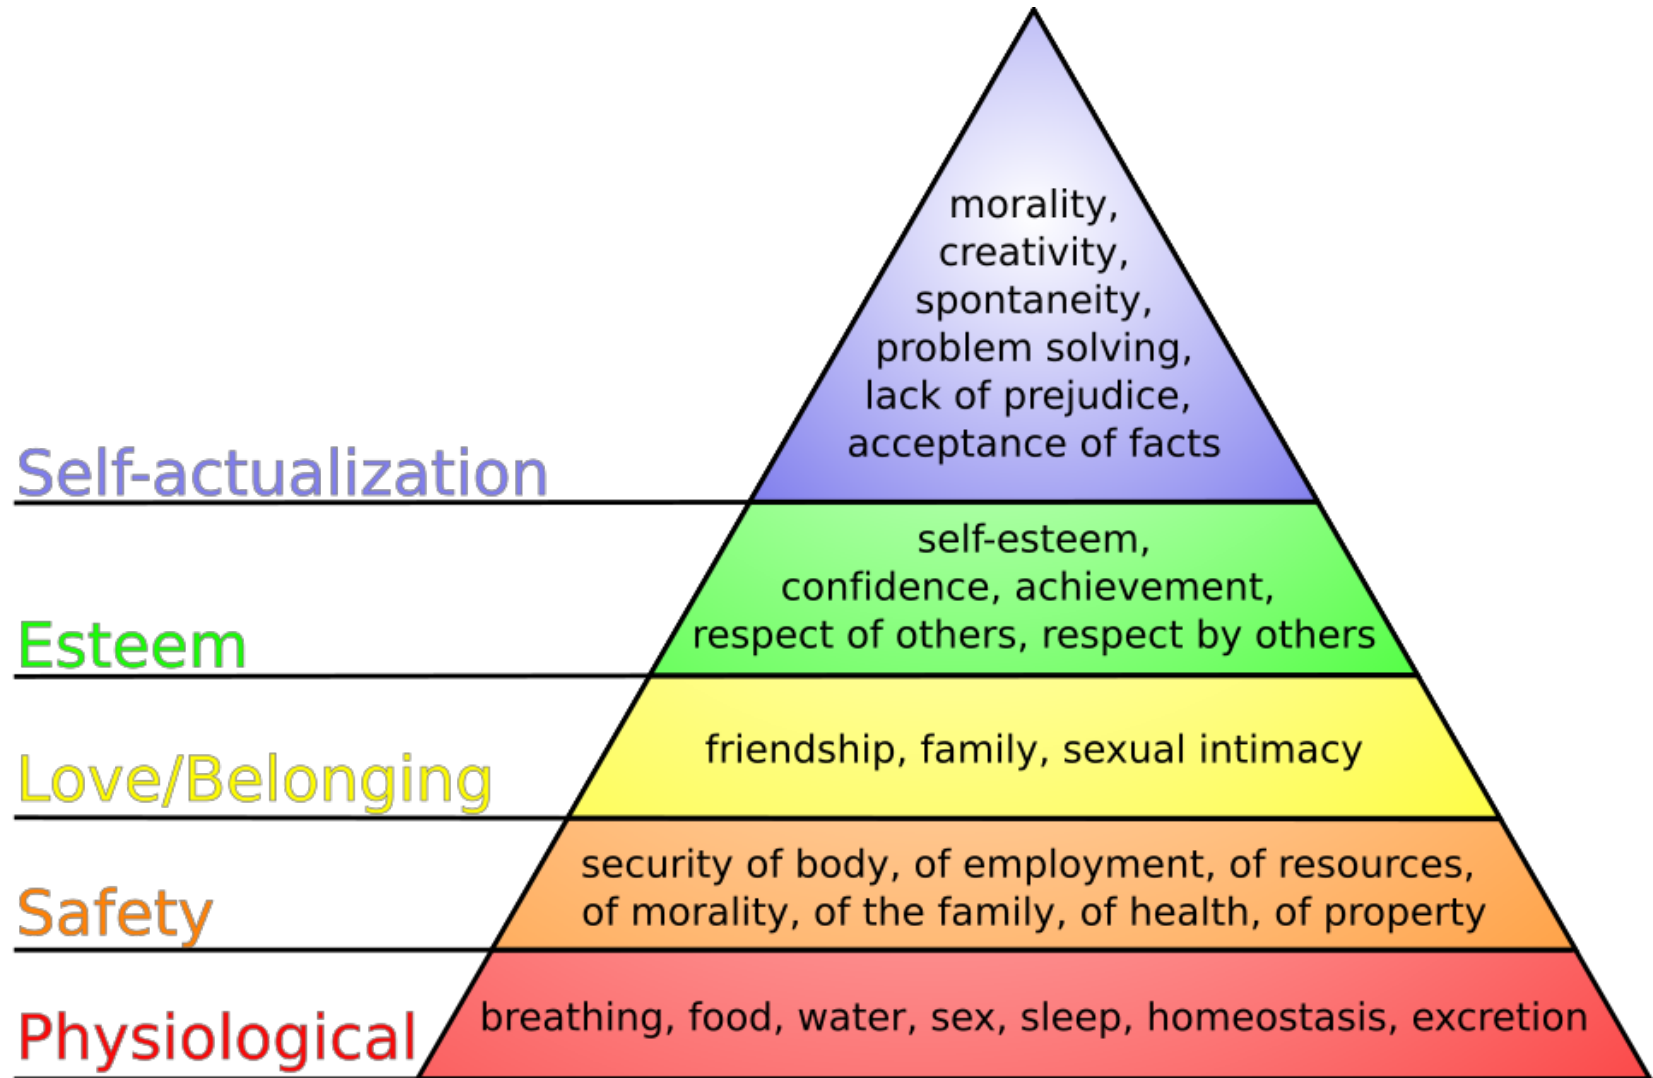 morality,
creativity,
spontaneity,
problem solving,
lack of prejudice,
acceptance of facts
Self-actualization
self-esteem,
confidence, achievement,
respect of others, respect by others
Esteem
friendship, family, sexual intimacy
Love/Belonging
security of body, of employment, of resources,
of morality, of the family, of health, of property
Safety
breathing, food, water, sex, sleep, homeostasis, excretion
Physiological